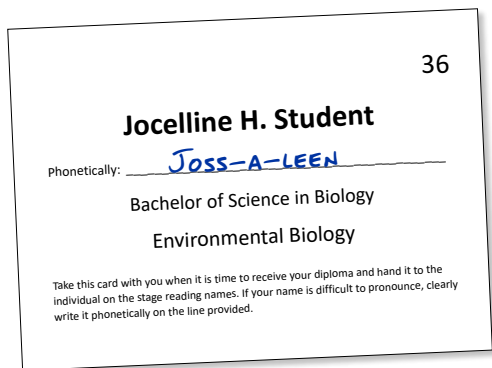 36
Jocelline H. Student
Phonetically: JOSS-A-LEEN
Bachelor of Science in Biology
Environmental Biology
Take this card with you when it is time to receive your diploma and hand it to the
individual on the stage reading names. If your name is difficult to pronounce, clearly
write it phonetically on the line provided.